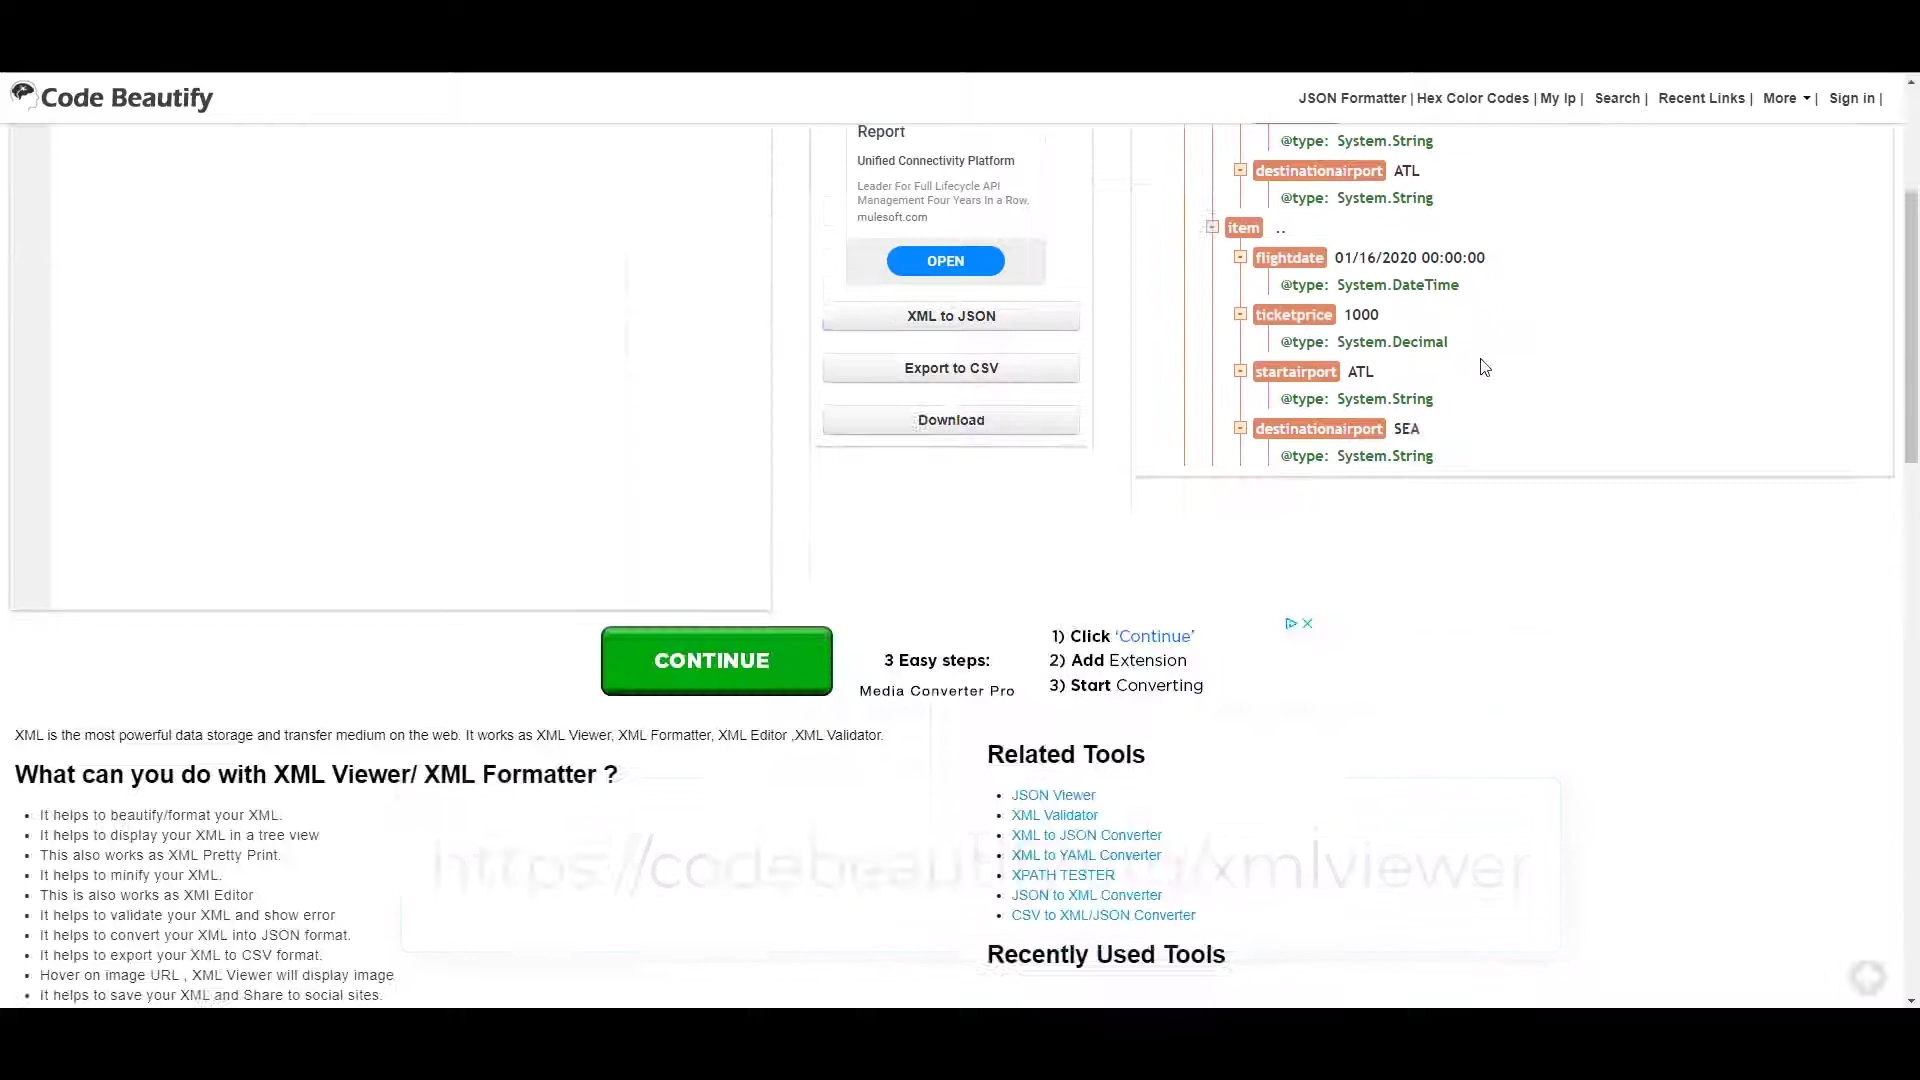 Code Beautify
JSON Formatter | Hex Color Codes | My Ip | Search | Recent Links | More | Sign in |
Report
Unified Connectivity Platform
Leader For Full Lifecycle API
Management Four Years In a Row.
mulesoft.com
OPEN
XML to JSON
Export to CSV
Download
@type: System.String
destinationairport ATL
@type: System.String
item ..
flightdate 01/16/2020 00:00:00
@type: System.DateTime
ticketprice 1000
@type: System.Decimal
startairport ATL
@type: System.String
destinationairport SEA
@type: System.String
CONTINUE
3 Easy steps:
Media Converter Pro
1) Click ‘Continue’
2) Add Extension
3) Start Converting
XML is the most powerful data storage and transfer medium on the web. It works as XML Viewer, XML Formatter, XML Editor ,XML Validator.
What can you do with XML Viewer/ XML Formatter ?
It helps to beautify/format your XML.
It helps to display your XML in a tree view
This also works as XML Pretty Print.
It helps to minify your XML.
This is also works as XMl Editor
It helps to validate your XML and show error
It helps to convert your XML into JSON format.
It helps to export your XML to CSV format.
Hover on image URL , XML Viewer will display image
It helps to save your XML and Share to social sites.
Related Tools
JSON Viewer
XML Validator
XML to JSON Converter
XML to YAML Converter
XPATH TESTER
JSON to XML Converter
CSV to XML/JSON Converter
Recently Used Tools